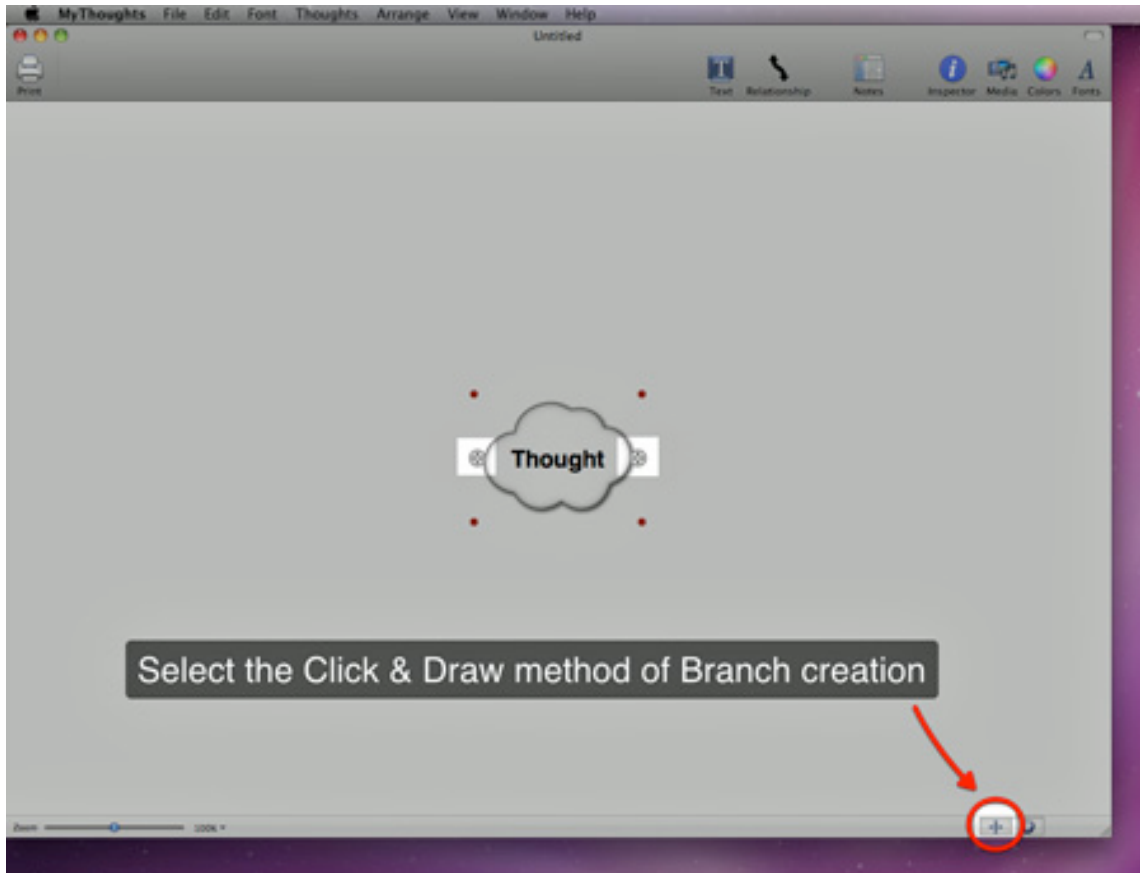 MyThoughts File Edit Font Thoughts Arrange View Window Help
Untitled
Print
Text Relationship Notes Inspector Media Colors Fonts
Thought
Select the Click & Draw method of Branch creation
Zoom 100%